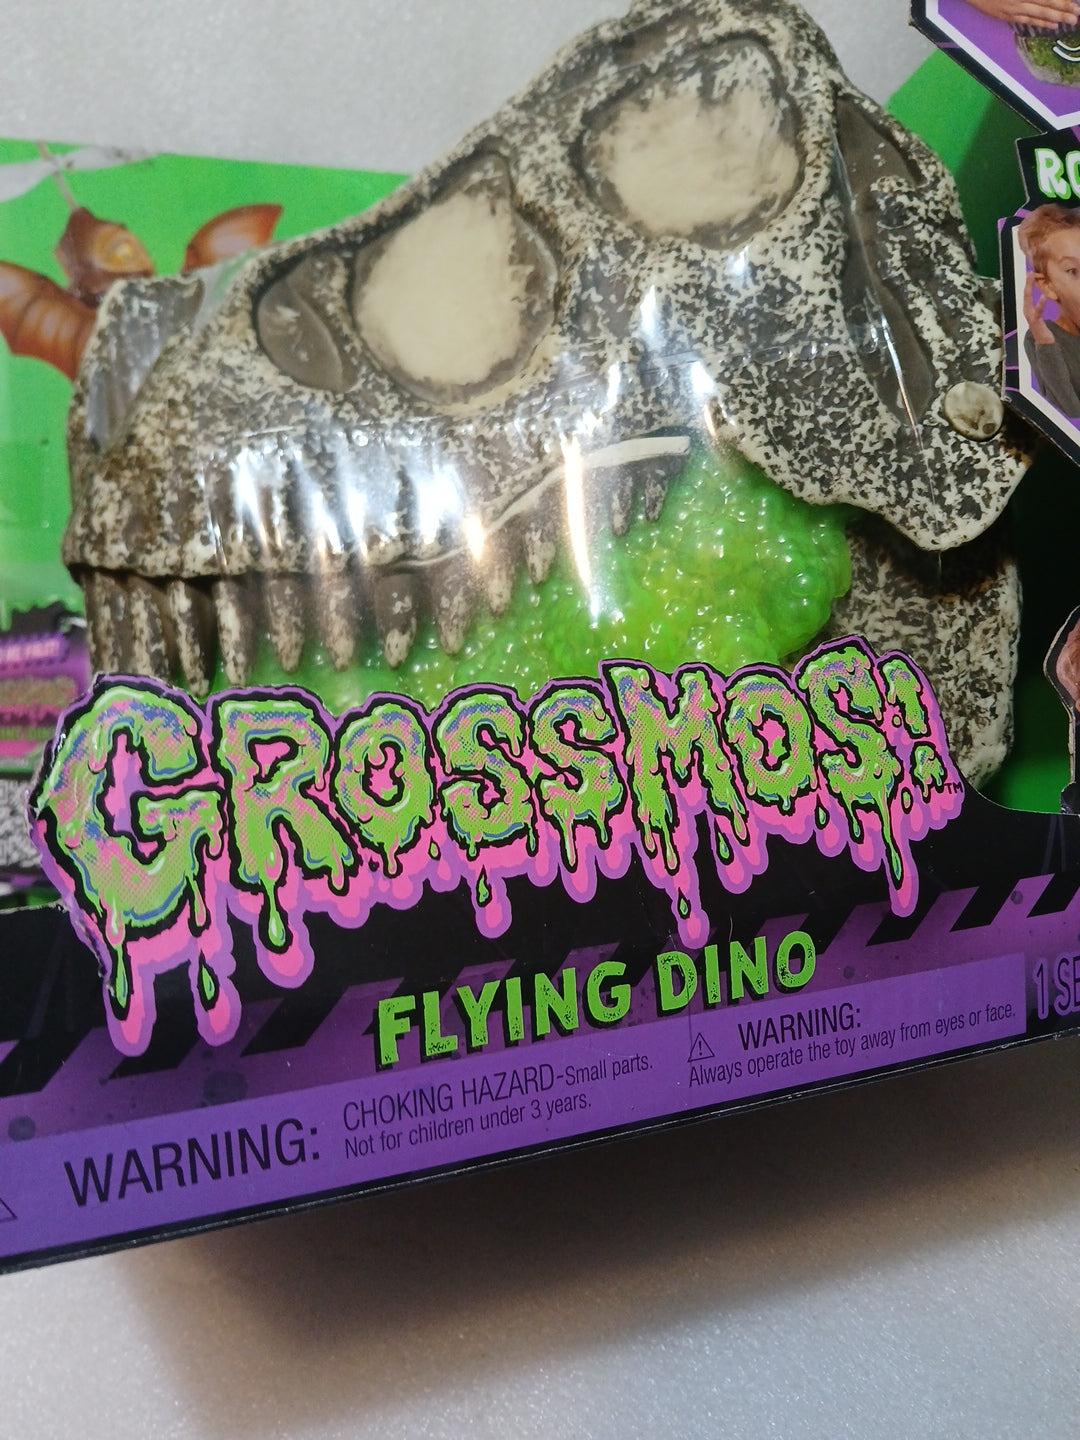 GROSSMOS!™
FLYING DINO
WARNING:
CHOKING HAZARD-Small parts.
Not for children under 3 years.
⚠ WARNING:
Always operate the toy away from eyes or face.